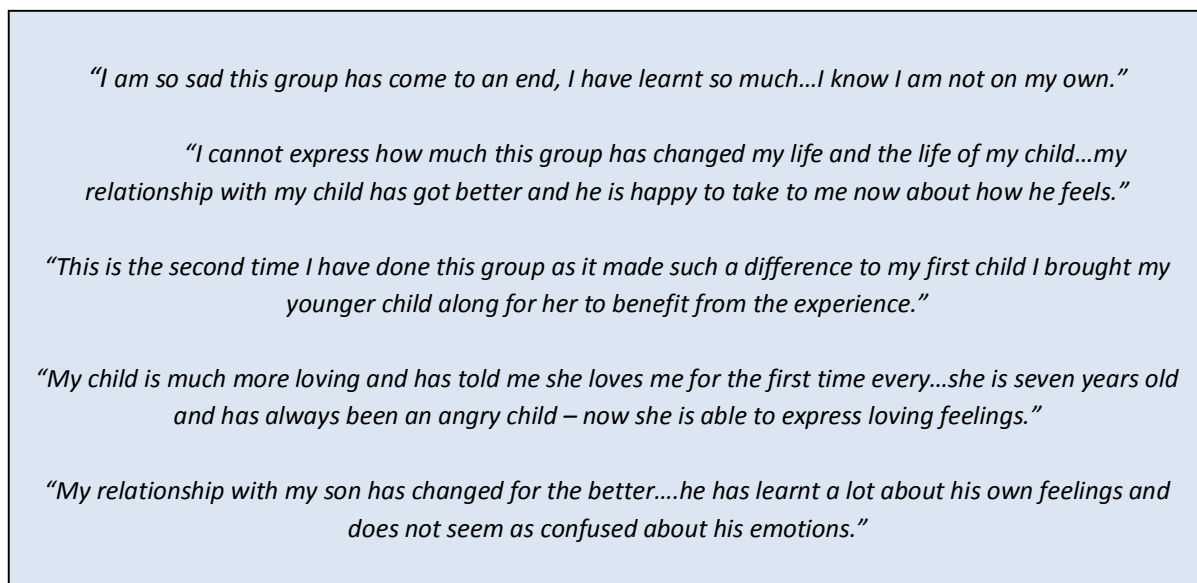 “I am so sad this group has come to an end, I have learnt so much…I know I am not on my own.”
“I cannot express how much this group has changed my life and the life of my child…my
relationship with my child has got better and he is happy to take to me now about how he feels.”
“This is the second time I have done this group as it made such a difference to my first child I brought my
younger child along for her to benefit from the experience.”
“My child is much more loving and has told me she loves me for the first time every…she is seven years old
and has always been an angry child – now she is able to express loving feelings.”
“My relationship with my son has changed for the better….he has learnt a lot about his own feelings and
does not seem as confused about his emotions.”